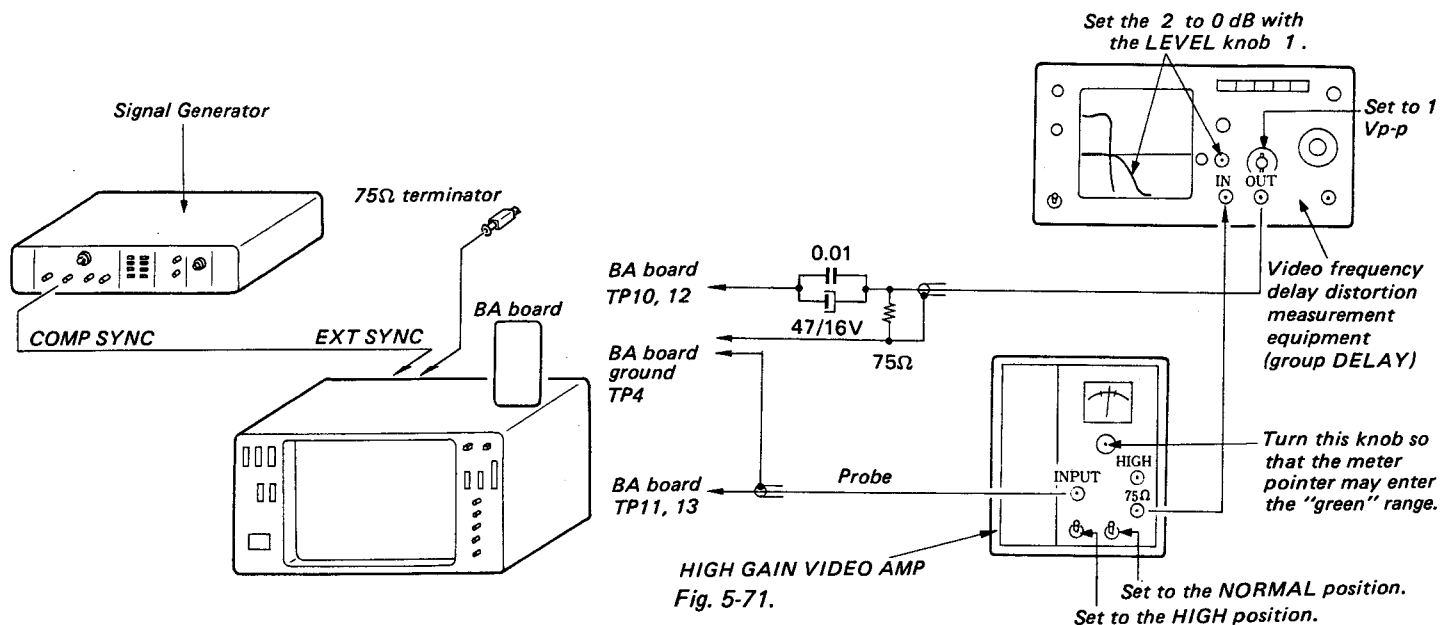 Set the 2 to 0 dB with
the LEVEL knob 1.
Signal Generator
75Ω terminator
Set to 1
Vp-p
IN OUT
0.01
BA board
TP10, 12
47/16V
75Ω
Video frequency
delay distortion
measurement
equipment
(group DELAY)
BA board
COMP SYNC
EXT SYNC
BA board
ground
TP4
Turn this knob so
that the meter
pointer may enter
the "green" range.
HIGH
INPUT
75Ω
Probe
BA board
TP11, 13
HIGH GAIN VIDEO AMP
Fig. 5-71.
Set to the NORMAL position.
Set to the HIGH position.